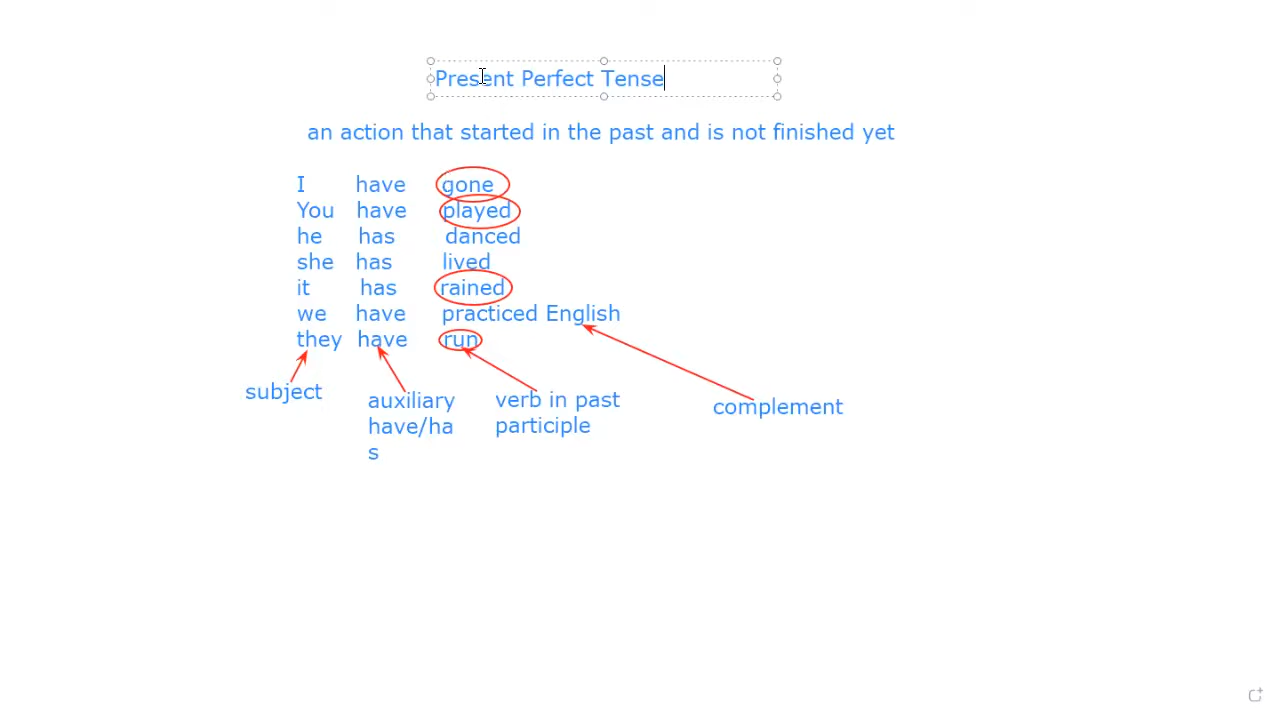 Present Perfect Tense
an action that started in the past and is not finished yet
I have gone
You have played
he has danced
she has lived
it has rained
we have practiced English
they have run
subject
auxiliary
have/ha
s
verb in past
participle
complement